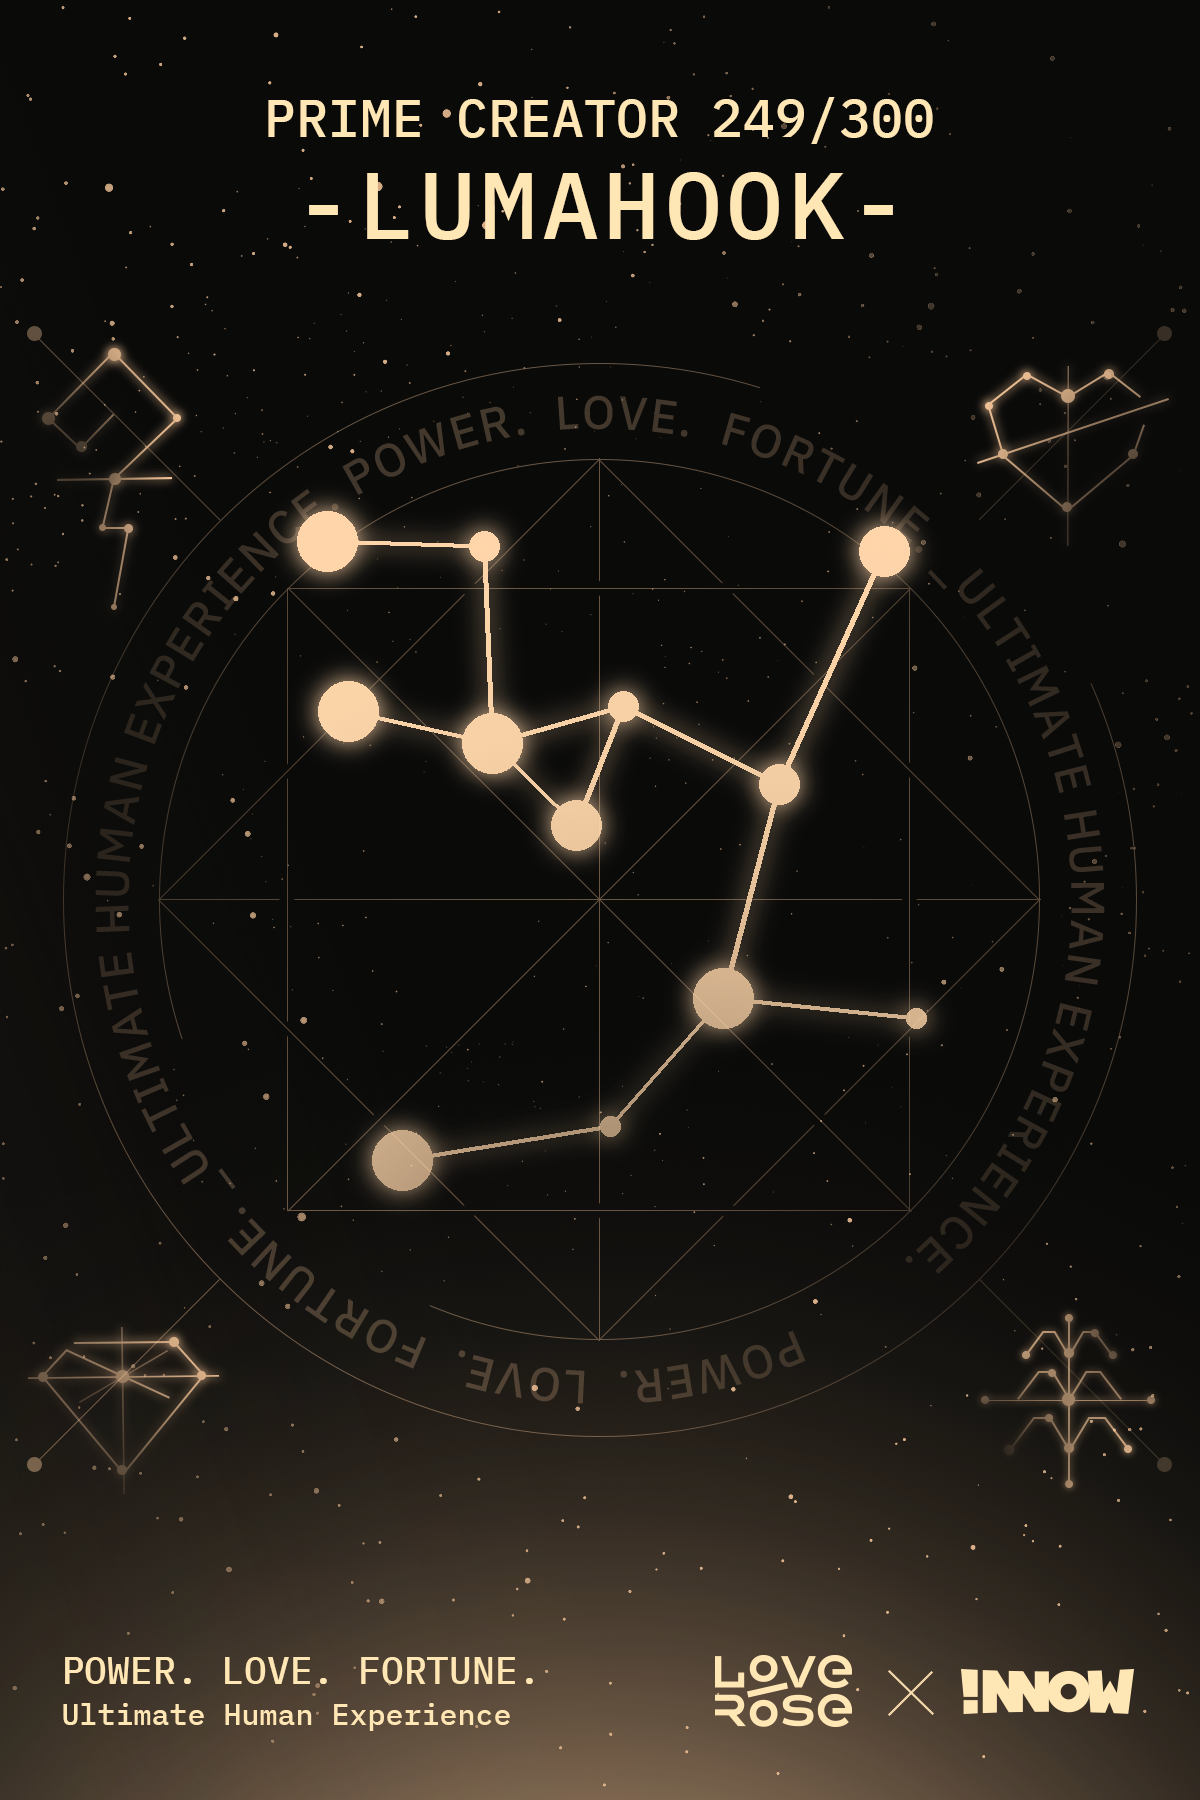 PRIME CREATOR 249/300
-LUMAHOOK-
POWER. LOVE. FORTUNE. – ULTIMATE HUMAN EXPERIENCE.
POWER. LOVE. FORTUNE. – ULTIMATE HUMAN EXPERIENCE.
POWER. LOVE. FORTUNE.
Ultimate Human Experience
LOVE
ROSE
!NNOW